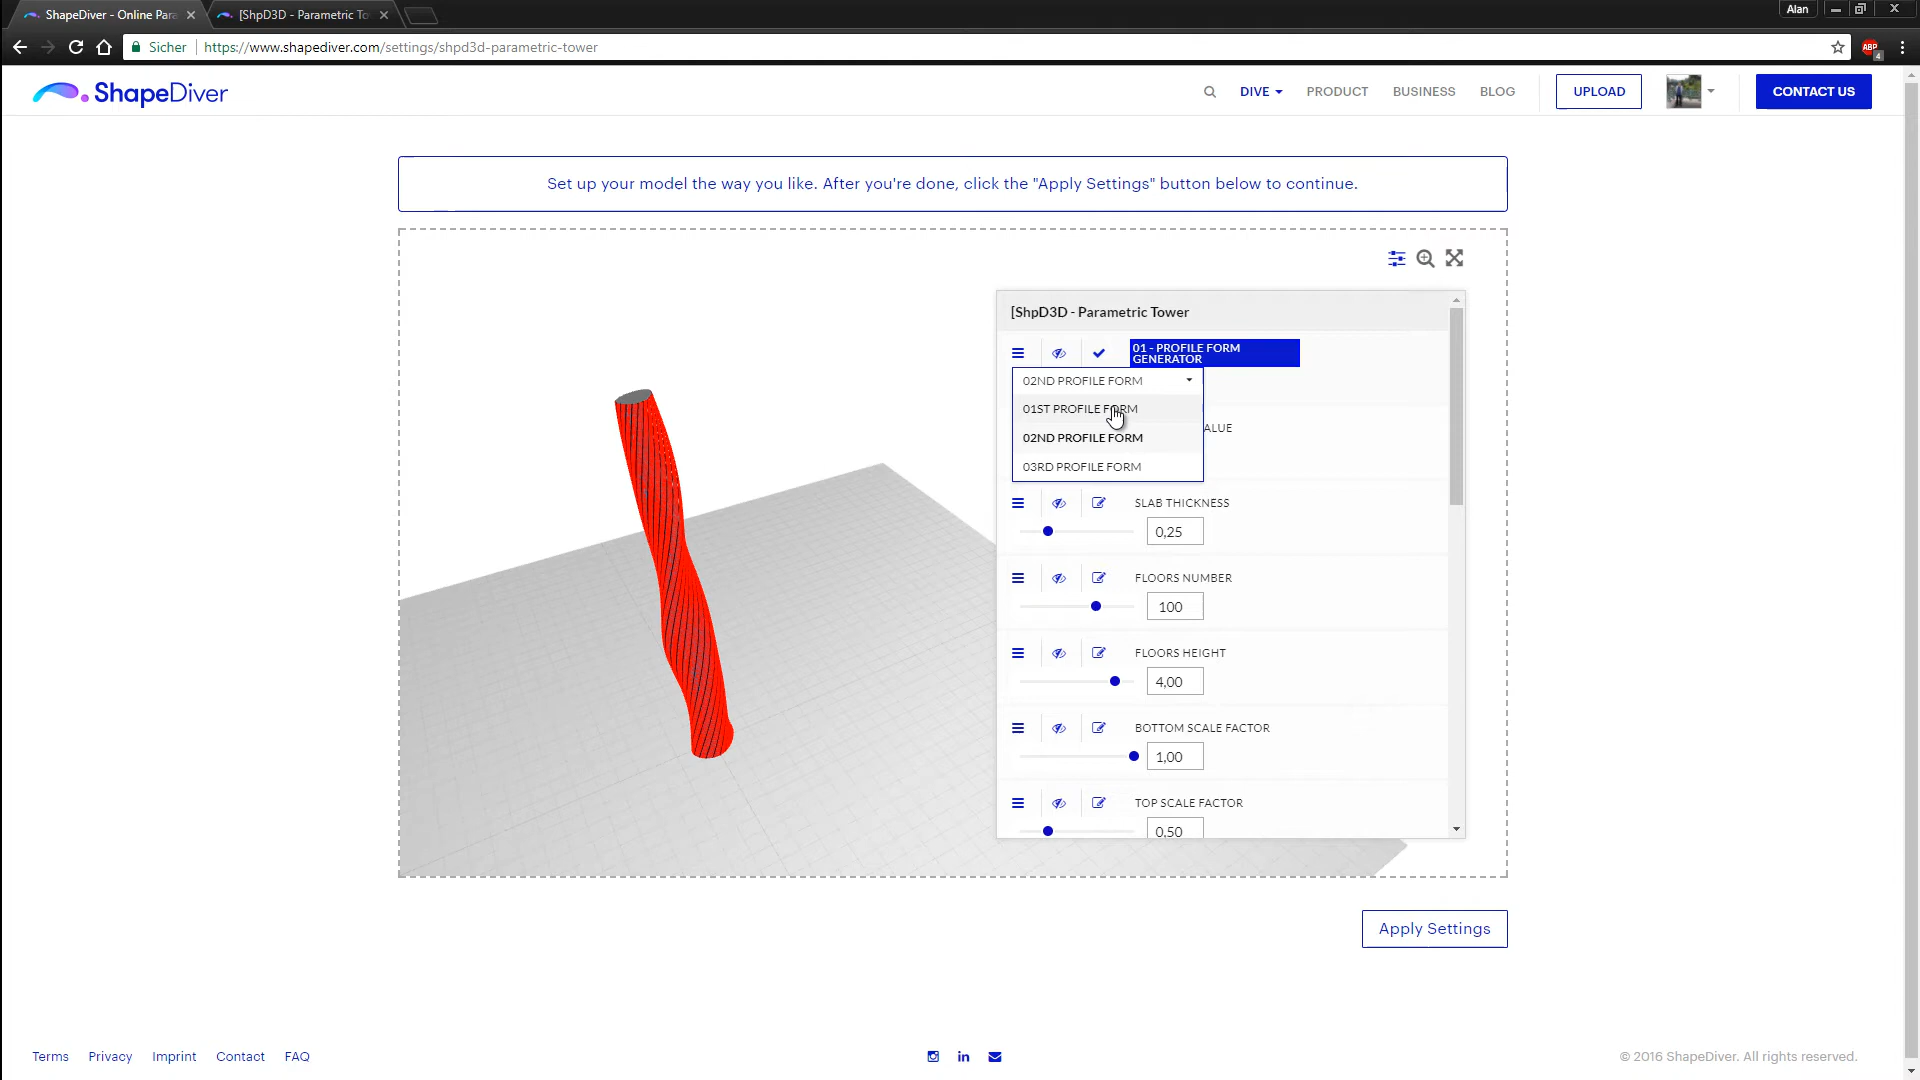 ShapeDiver - Online Para
[ShpD3D - Parametric To
Alan
Sicher
https://www.shapediver.com/settings/shpd3d-parametric-tower
ABP
4
ShapeDiver
DIVE
PRODUCT
BUSINESS
BLOG
UPLOAD
CONTACT US
Set up your model the way you like. After you're done, click the "Apply Settings" button below to continue.
[ShpD3D - Parametric Tower
01 - PROFILE FORM
GENERATOR
02ND PROFILE FORM
01ST PROFILE FORM
ALUE
02ND PROFILE FORM
03RD PROFILE FORM
SLAB THICKNESS
0,25
FLOORS NUMBER
100
FLOORS HEIGHT
4,00
BOTTOM SCALE FACTOR
1,00
TOP SCALE FACTOR
0,50
Apply Settings
Terms
Privacy
Imprint
Contact
FAQ
in
© 2016 ShapeDiver. All rights reserved.